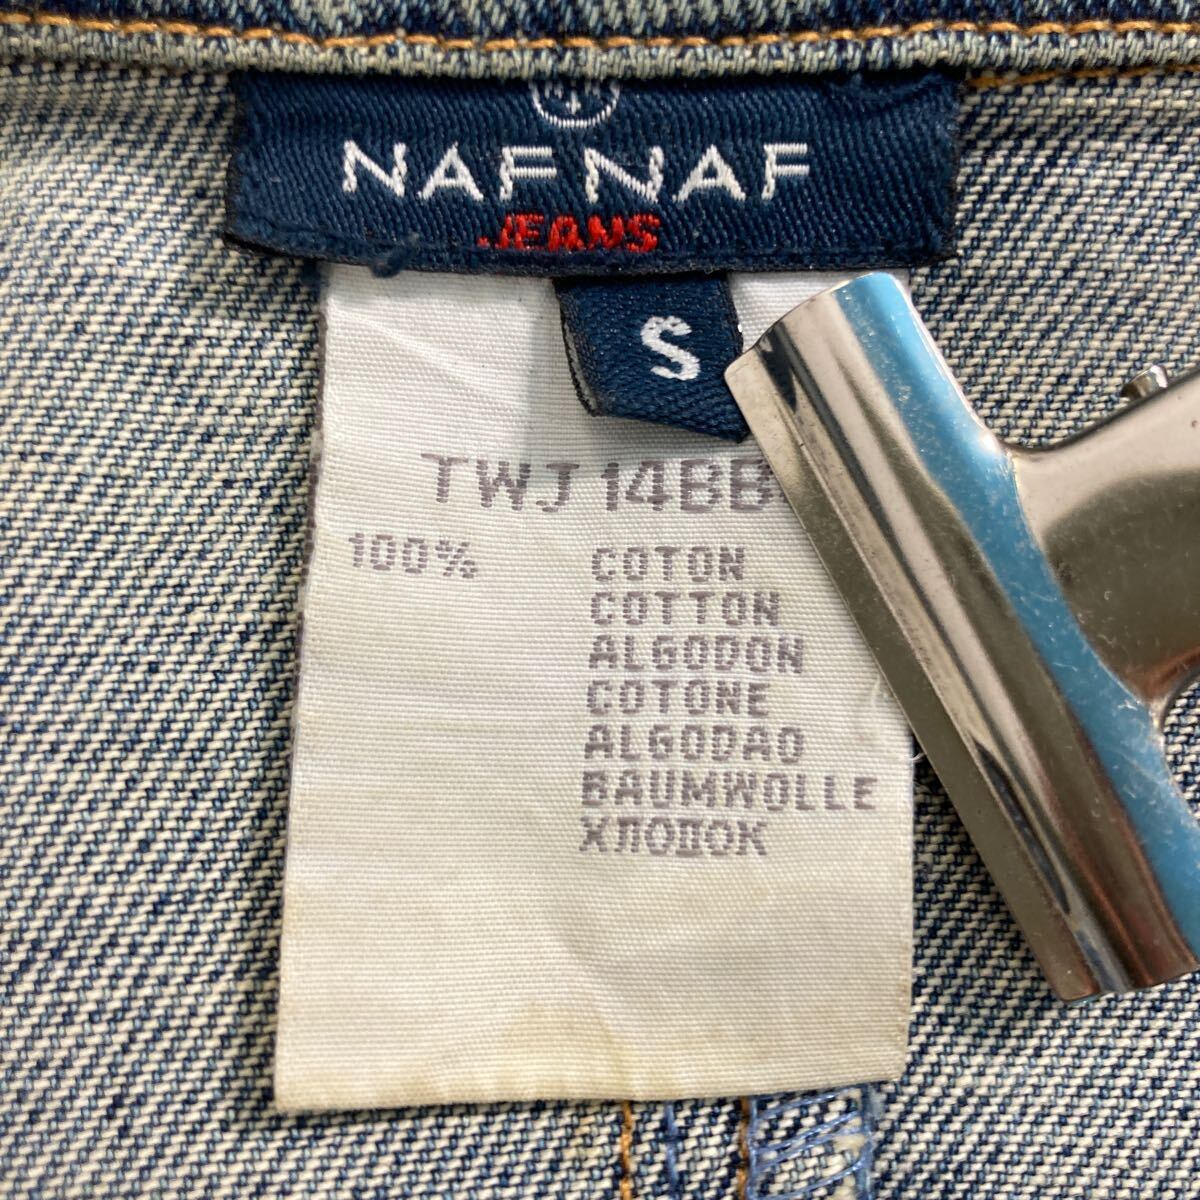 NAFNAF
JEANS
S
TWJ 14BB
100% COTON
COTTON
ALGODON
COTONE
ALGODAO
BAUMWOLLE
ХЛОПОК